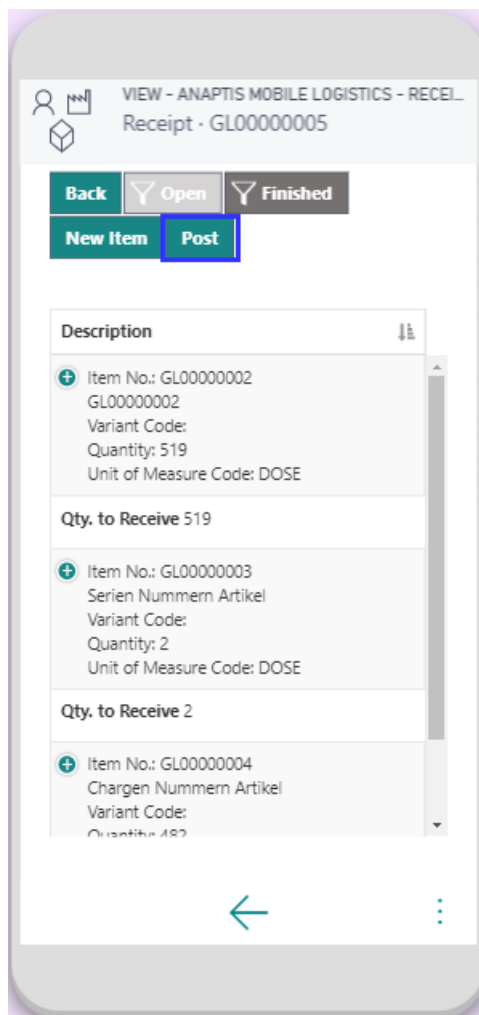 VIEW - ANAPTIS MOBILE LOGISTICS - RECEI...
Receipt · GL00000005
Back
Open
Finished
New Item
Post
Description
Item No.: GL00000002
GL00000002
Variant Code:
Quantity: 519
Unit of Measure Code: DOSE
Qty. to Receive 519
Item No.: GL00000003
Serien Nummern Artikel
Variant Code:
Quantity: 2
Unit of Measure Code: DOSE
Qty. to Receive 2
Item No.: GL00000004
Chargen Nummern Artikel
Variant Code:
Quantity: 482